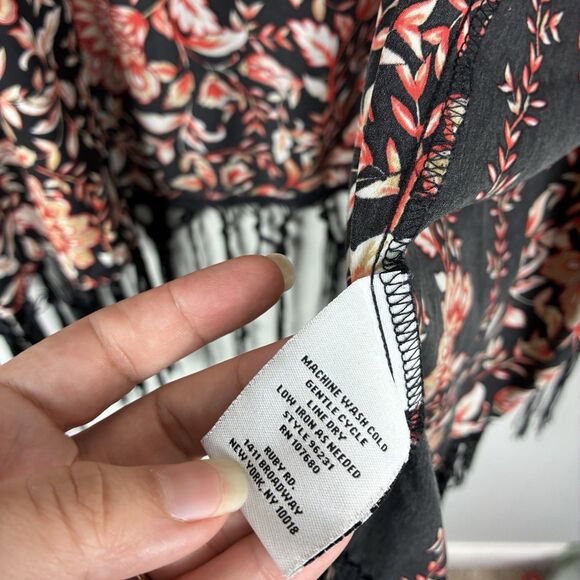 MACHINE WASH COLD
GENTLE CYCLE
LINE DRY
LOW IRON AS NEEDED
STYLE 96231
RN 107680
RUBY RD.
1411 BROADWAY
NEW YORK, NY 10018